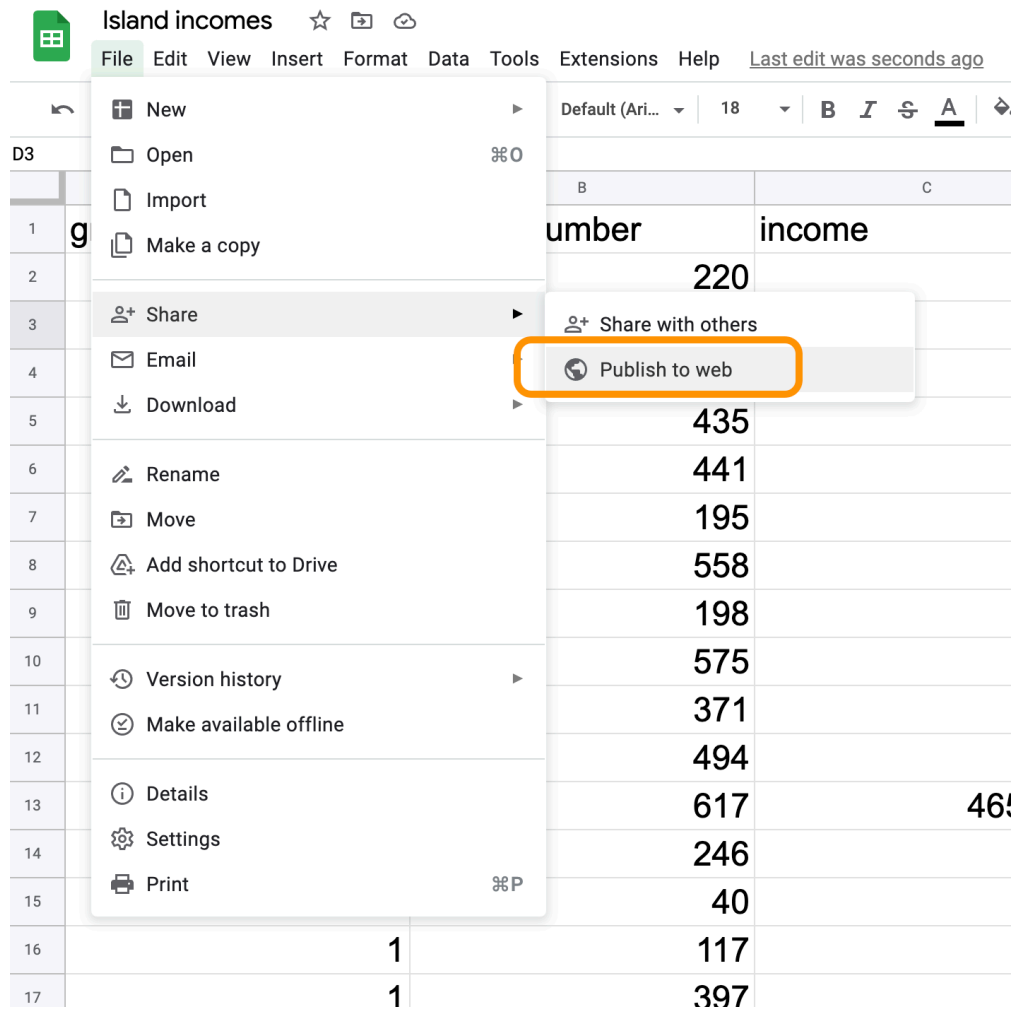 Island incomes
File Edit View Insert Format Data Tools Extensions Help Last edit was seconds ago
Default (Ari... 18 B I S A
D3
B C
1 g umber income
New
Open ⌘O
Import
Make a copy
Share
Email
Download
Rename
Move
Add shortcut to Drive
Move to trash
Version history
Make available offline
Details
Settings
Print ⌘P
Share with others
Publish to web
2 220
3
4
5 435
6 441
7 195
8 558
9 198
10 575
11 371
12 494
13 617 465
14 246
15 40
16 1 117
17 1 397